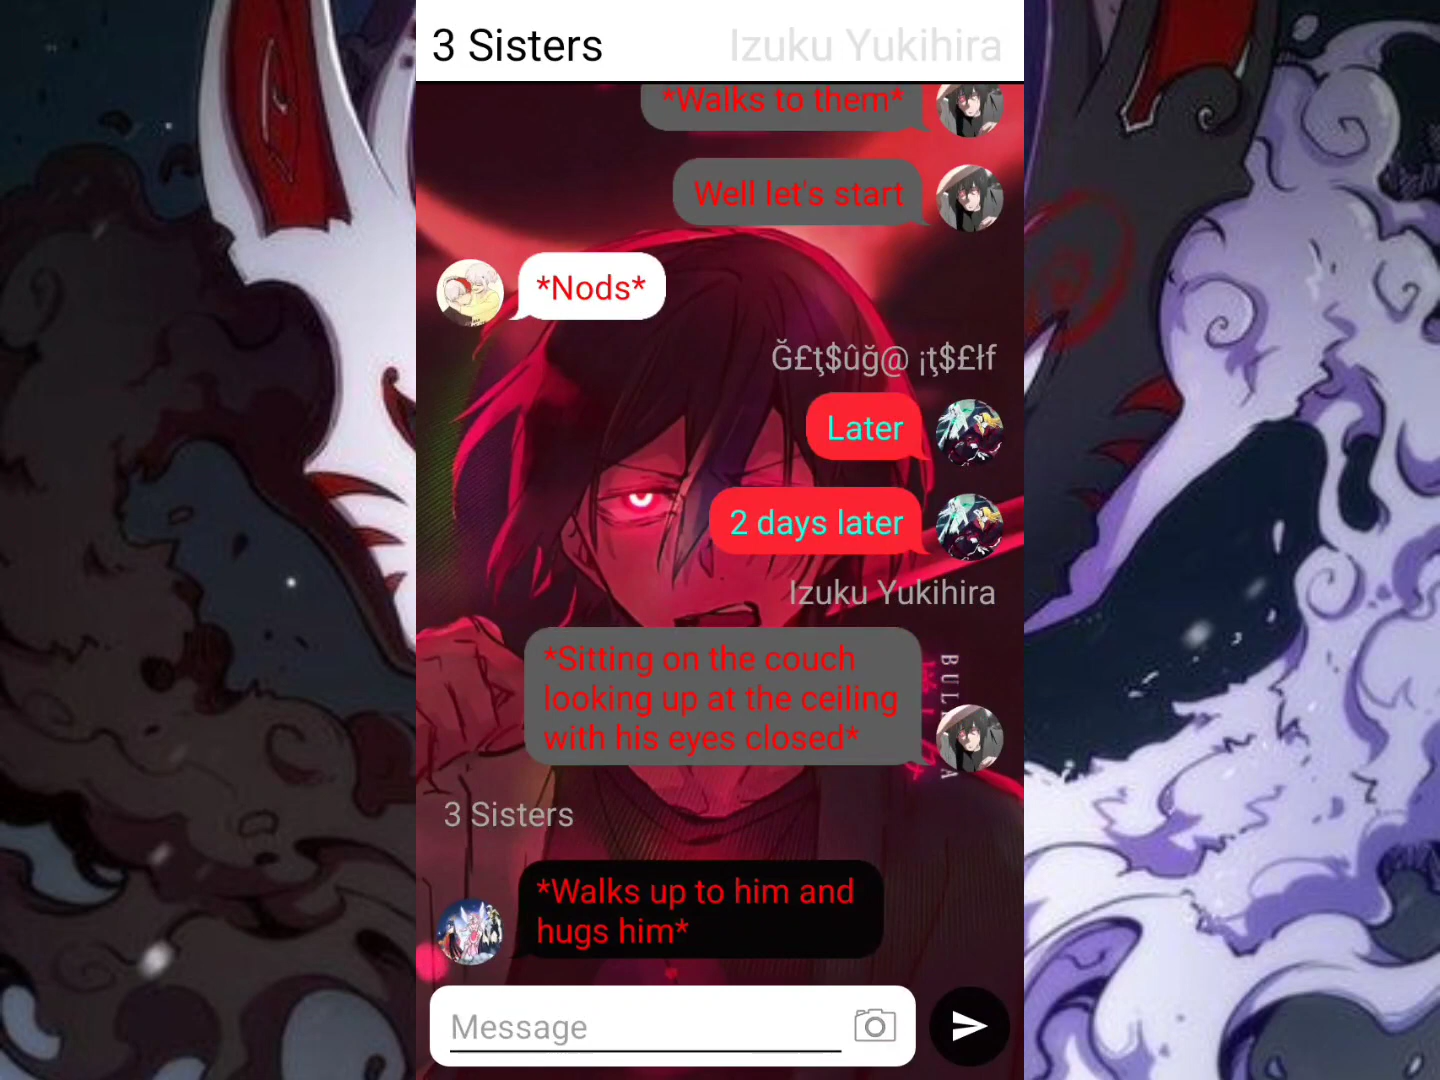 3 Sisters
Izuku Yukihira
*Walks to them*
Well let's start
*Nods*
Ğ£ţ$ûğ@ ¡ţ$£łf
Later
2 days later
Izuku Yukihira
*Sitting on the couch
looking up at the ceiling
with his eyes closed*
3 Sisters
*Walks up to him and
hugs him*
Message